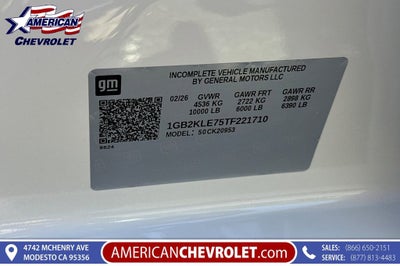 AMERICAN
CHEVROLET
gm
INCOMPLETE VEHICLE MANUFACTURED
BY GENERAL MOTORS LLC
02/26 GVWR GAWR FRT GAWR RR
4536 KG 2722 KG 2898 KG
10000 LB 6000 LB 6390 LB
1GB2KLE75TF221710
MODEL: 50CK20953
9824
4742 MCHENRY AVE
MODESTO CA 95356
AMERICANCHEVROLET.com
SALES: (866) 650-2151
SERVICE: (877) 813-4483